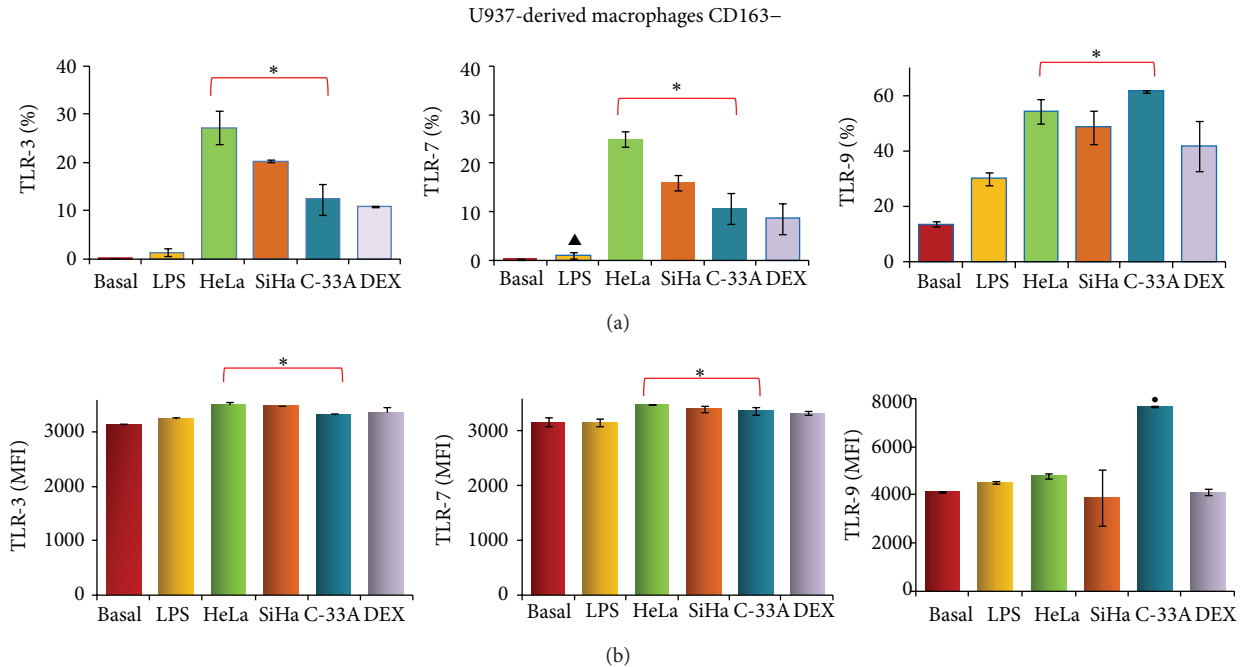 U937-derived macrophages CD163−
TLR-3 (%)
40
30
20
10
0
*
Basal LPS HeLa SiHa C-33A DEX
TLR-7 (%)
40
30
20
10
0
▲
*
Basal LPS HeLa SiHa C-33A DEX
TLR-9 (%)
60
40
20
0
*
Basal LPS HeLa SiHa C-33A DEX
(a)
TLR-3 (MFI)
3000
2000
1000
0
*
Basal LPS HeLa SiHa C-33A DEX
TLR-7 (MFI)
3000
2000
1000
0
*
Basal LPS HeLa SiHa C-33A DEX
TLR-9 (MFI)
8000
6000
4000
2000
0
•
Basal LPS HeLa SiHa C-33A DEX
(b)